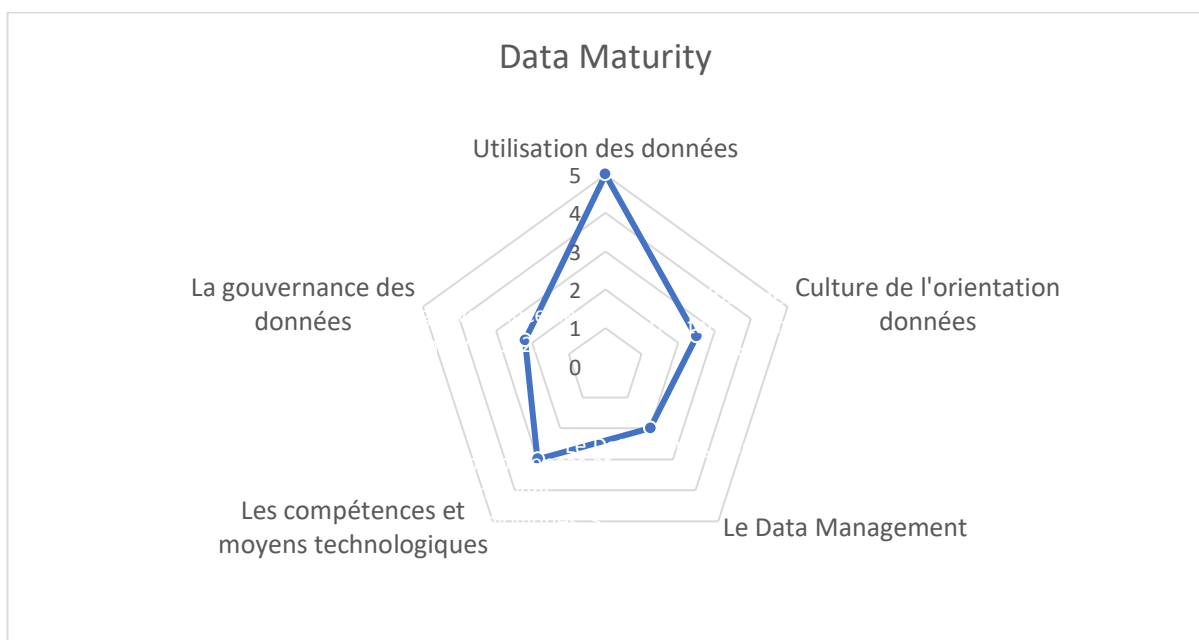 Data Maturity
Utilisation des données
5
4
3
2
1
0
Culture de l'orientation
données
Le Data Management
Les compétences et
moyens technologiques
La gouvernance des
données